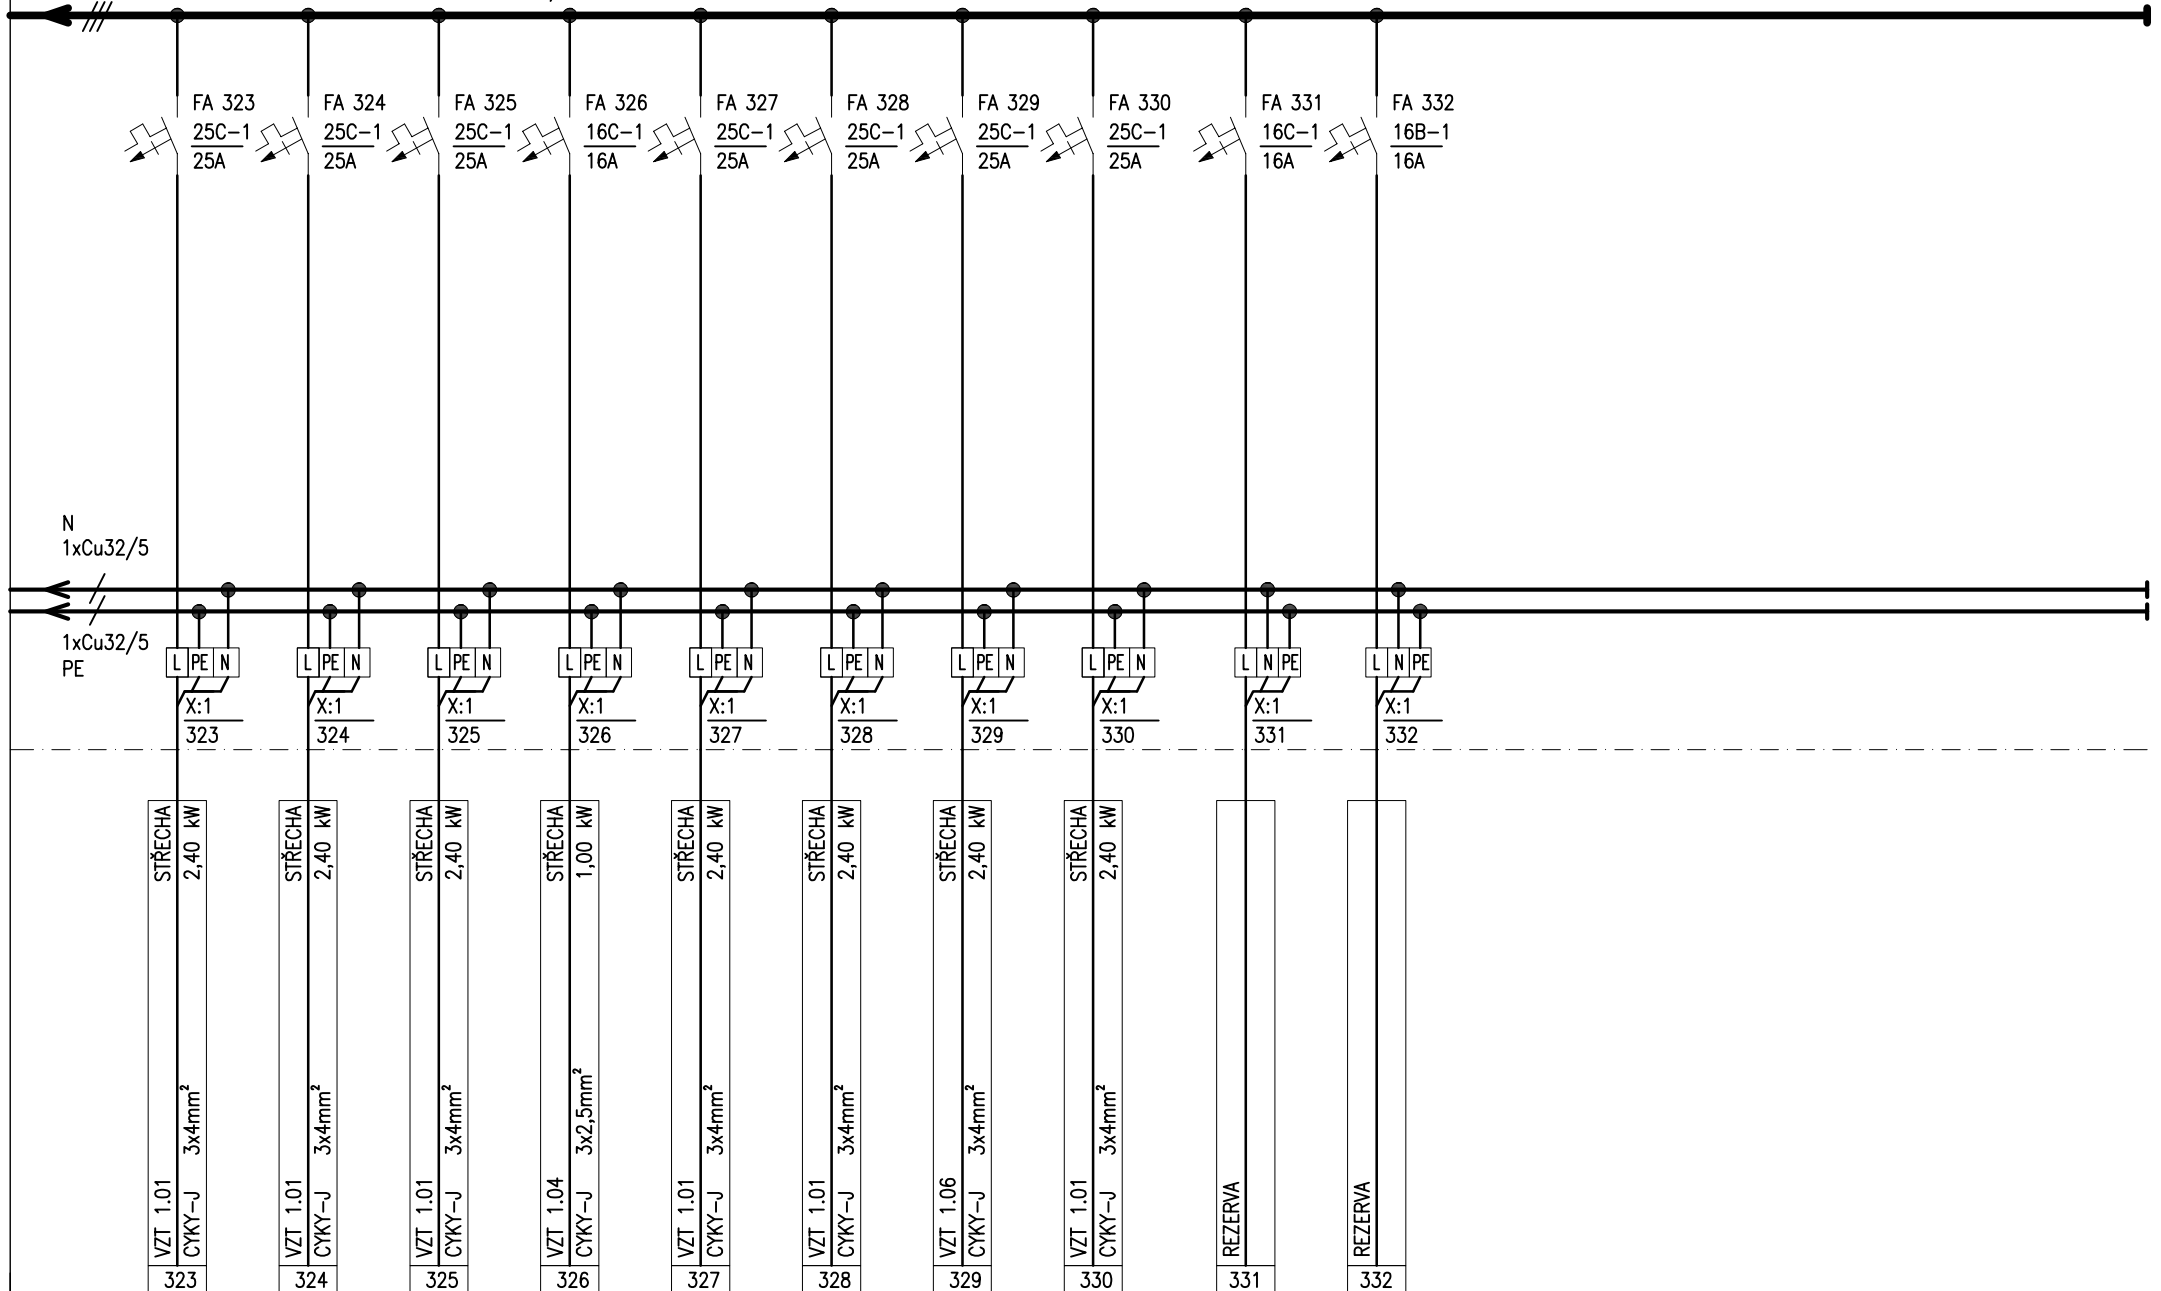 FA 323
25C-1
25A
FA 324
25C-1
25A
FA 325
25C-1
25A
FA 326
16C-1
16A
FA 327
25C-1
25A
FA 328
25C-1
25A
FA 329
25C-1
25A
FA 330
25C-1
25A
FA 331
16C-1
16A
FA 332
16B-1
16A
N
1xCu32/5
1xCu32/5
PE
L PE N
X:1
323
L PE N
X:1
324
L PE N
X:1
325
L PE N
X:1
326
L PE N
X:1
327
L PE N
X:1
328
L PE N
X:1
329
L PE N
X:1
330
L N PE
X:1
331
L N PE
X:1
332
VZT 1.01 STŘECHA
CYKY-J 3x4mm² 2,40 kW
323
VZT 1.01 STŘECHA
CYKY-J 3x4mm² 2,40 kW
324
VZT 1.01 STŘECHA
CYKY-J 3x4mm² 2,40 kW
325
VZT 1.04 STŘECHA
CYKY-J 3x2,5mm² 1,00 kW
326
VZT 1.01 STŘECHA
CYKY-J 3x4mm² 2,40 kW
327
VZT 1.01 STŘECHA
CYKY-J 3x4mm² 2,40 kW
328
VZT 1.06 STŘECHA
CYKY-J 3x4mm² 2,40 kW
329
VZT 1.01 STŘECHA
CYKY-J 3x4mm² 2,40 kW
330
REZERVA
331
REZERVA
332